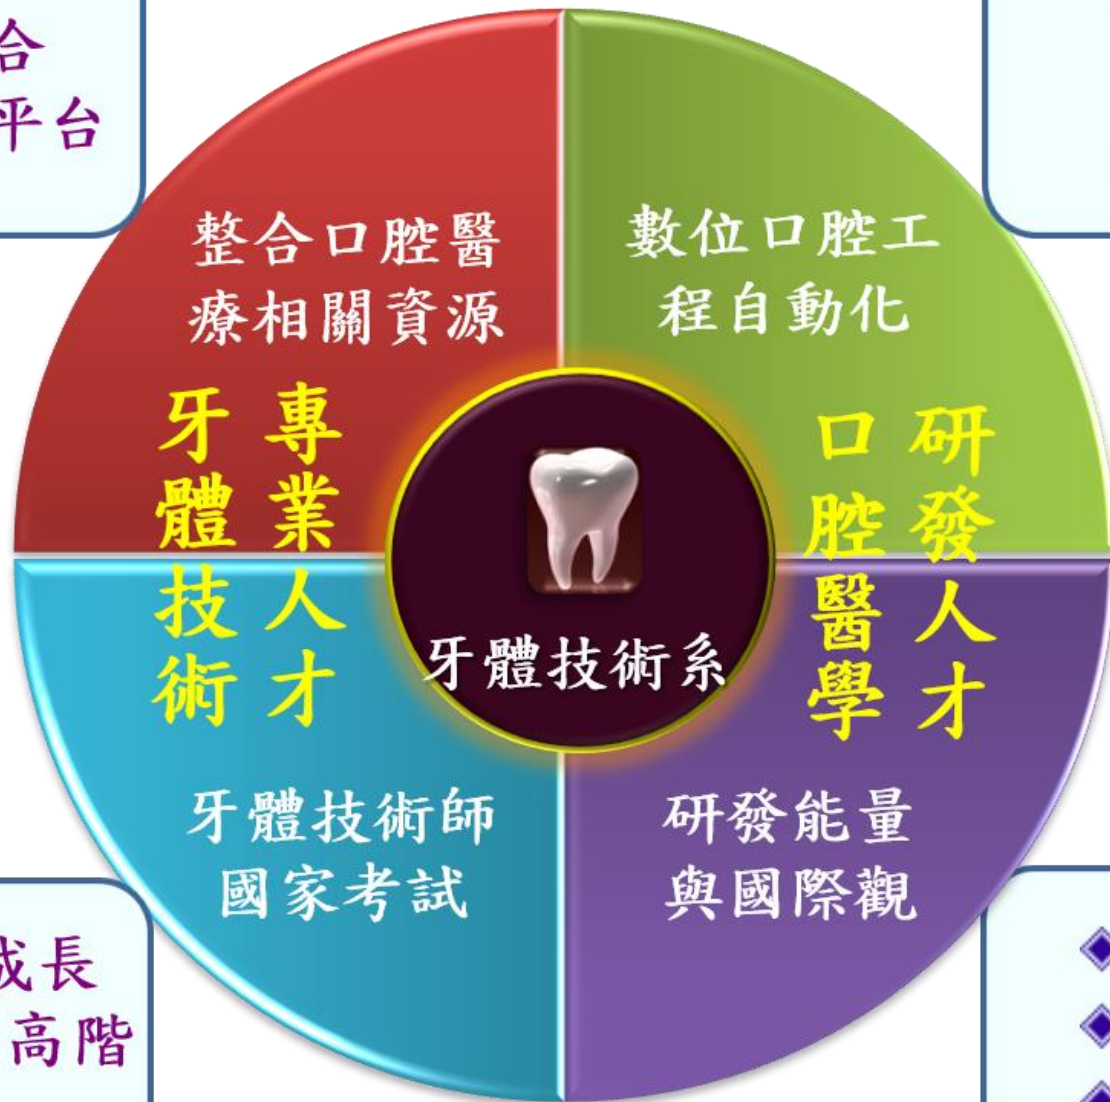 合
平台
整合口腔醫
療相關資源
數位口腔工
程自動化
專業人才
牙體技術
研發人才
口腔醫學
牙體技術系
牙體技術師
國家考試
研發能量
與國際觀
成長
高階